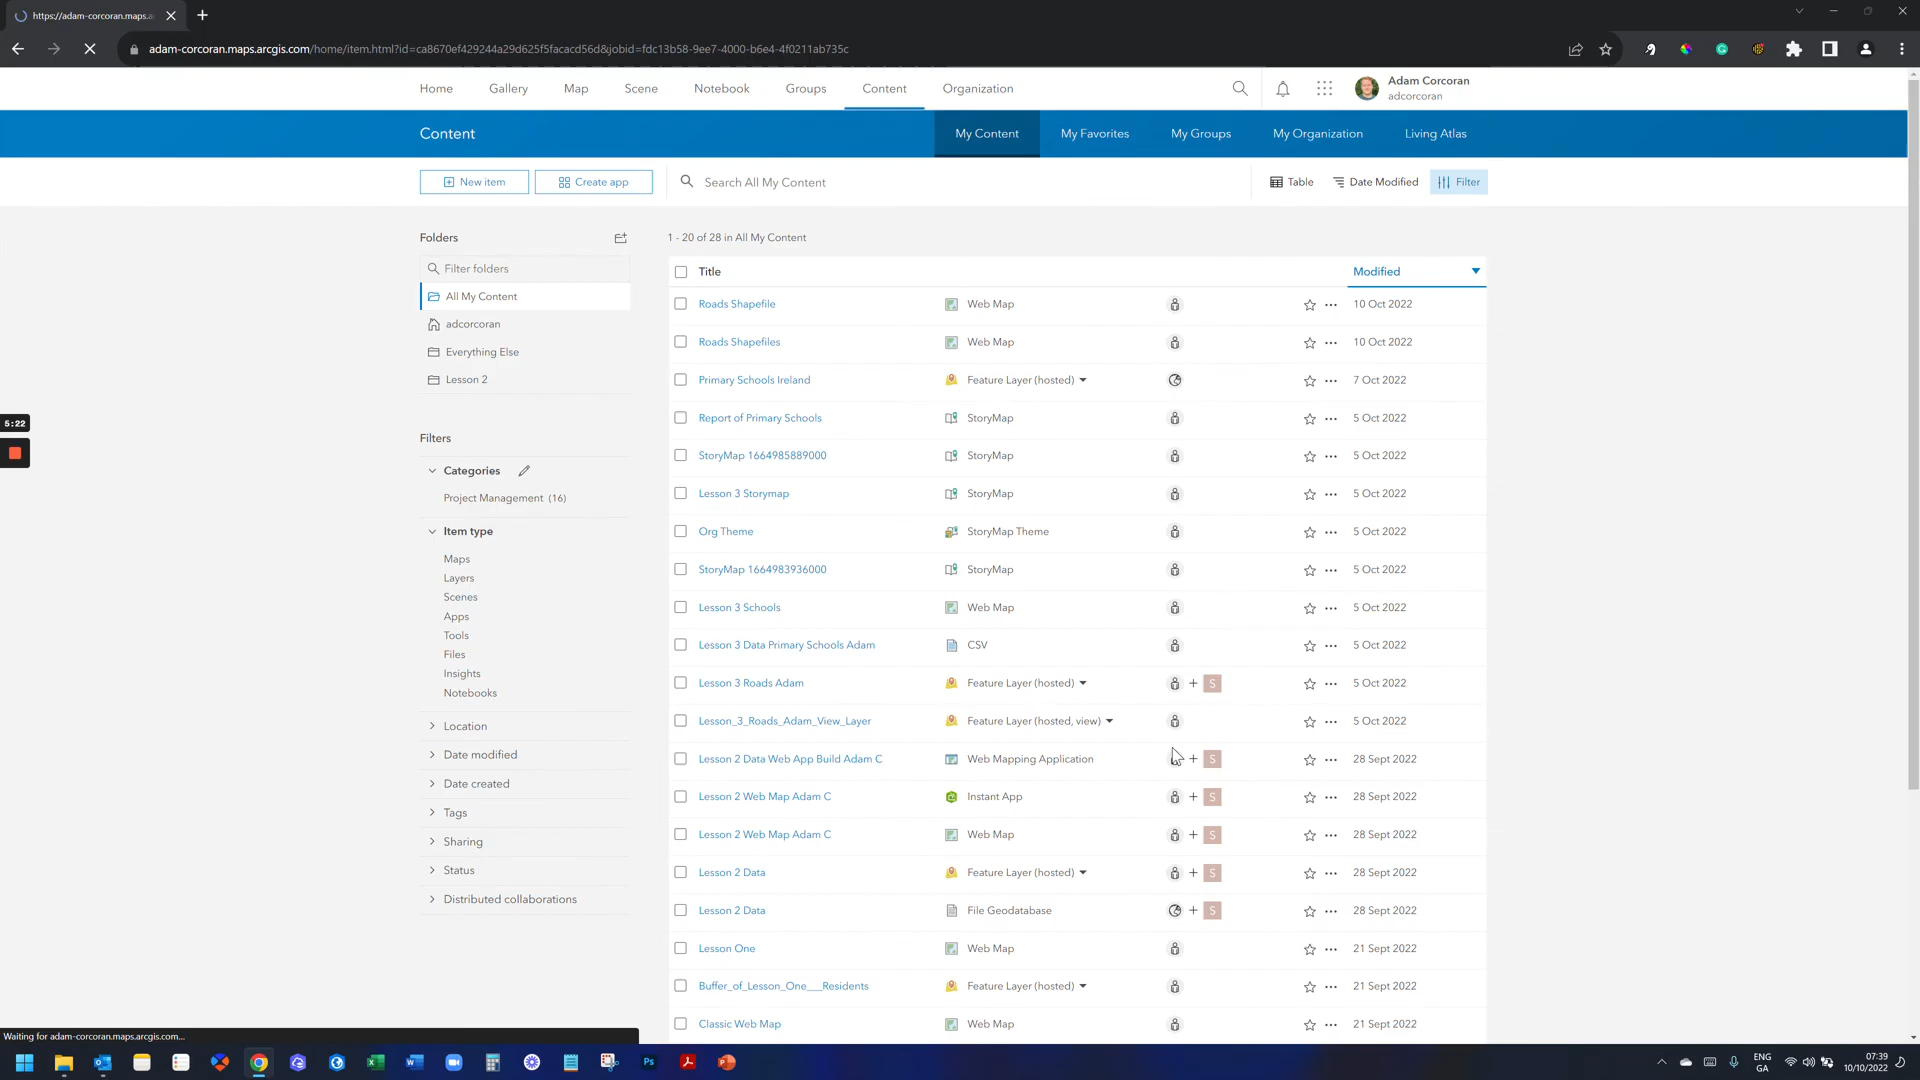 https://adam-corcoran.maps.a
adam-corcoran.maps.arcgis.com/home/item.html?id=ca8670ef429244a29d625f5facacd56d&jobid=fdc13b58-9ee7-4000-b6e4-4f0211ab735c
Home Gallery Map Scene Notebook Groups Content Organization
Adam Corcoran
adcorcoran
Content My Content My Favorites My Groups My Organization Living Atlas
New item Create app Search All My Content Table Date Modified Filter
Folders 1 - 20 of 28 in All My Content
Filter folders
Title Modified
All My Content
Roads Shapefile Web Map 10 Oct 2022
adcorcoran
Roads Shapefiles Web Map 10 Oct 2022
Everything Else
Lesson 2
Primary Schools Ireland Feature Layer (hosted) 7 Oct 2022
Report of Primary Schools StoryMap 5 Oct 2022
5:22
Filters
StoryMap 1664985889000 StoryMap 5 Oct 2022
Categories
Project Management (16)
Lesson 3 Storymap StoryMap 5 Oct 2022
Item type
Org Theme StoryMap Theme 5 Oct 2022
Maps
StoryMap 1664983936000 StoryMap 5 Oct 2022
Layers
Scenes
Lesson 3 Schools Web Map 5 Oct 2022
Apps
Tools
Lesson 3 Data Primary Schools Adam CSV 5 Oct 2022
Files
Insights
Lesson 3 Roads Adam Feature Layer (hosted) + S 5 Oct 2022
Notebooks
Location
Lesson_3_Roads_Adam_View_Layer Feature Layer (hosted, view) 5 Oct 2022
Date modified
Lesson 2 Data Web App Build Adam C Web Mapping Application + S 28 Sept 2022
Date created
Lesson 2 Web Map Adam C Instant App + S 28 Sept 2022
Tags
Lesson 2 Web Map Adam C Web Map + S 28 Sept 2022
Sharing
Status
Lesson 2 Data Feature Layer (hosted) + S 28 Sept 2022
Distributed collaborations
Lesson 2 Data File Geodatabase + S 28 Sept 2022
Lesson One Web Map 21 Sept 2022
Buffer_of_Lesson_One___Residents Feature Layer (hosted) 21 Sept 2022
Classic Web Map Web Map 21 Sept 2022
Waiting for adam-corcoran.maps.arcgis.com...
Ps
ENG
GA
07:39
10/10/2022